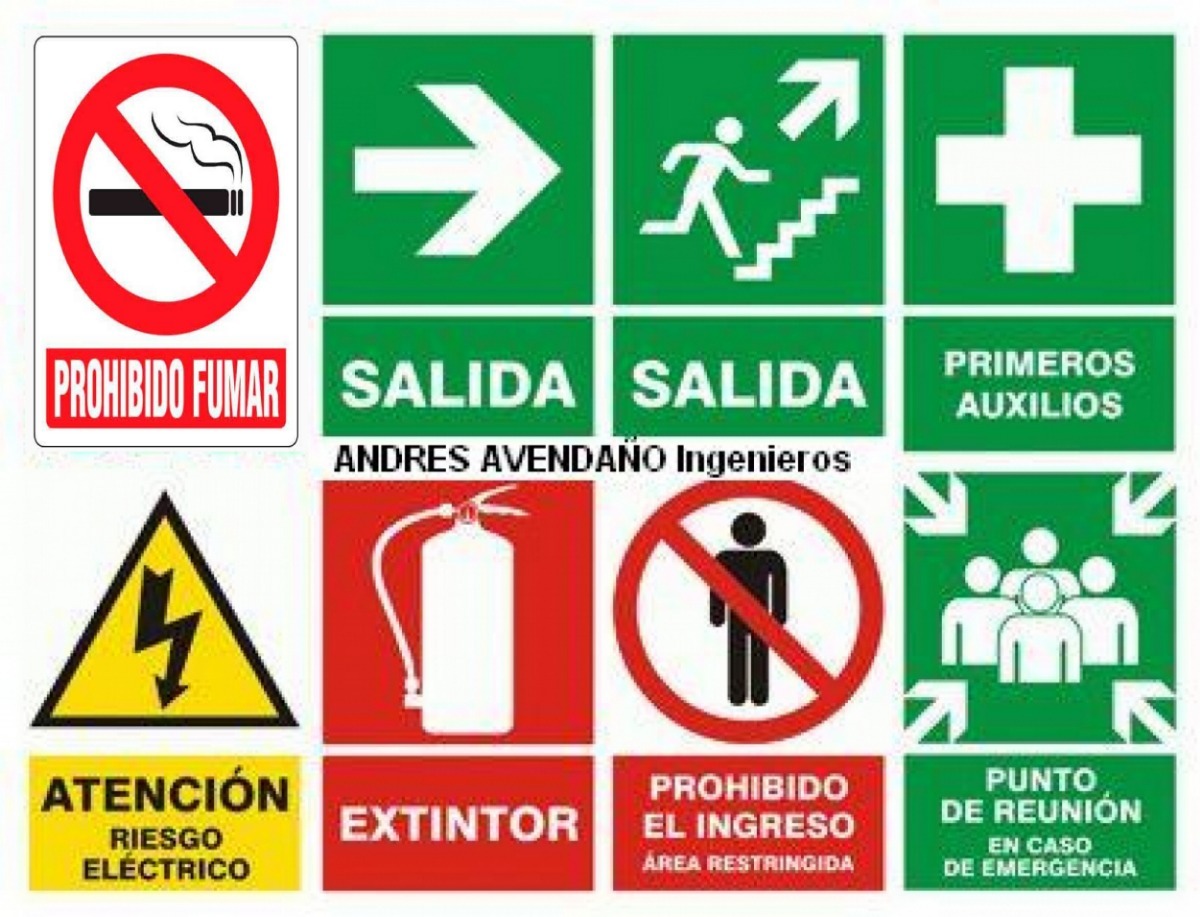 PROHIBIDO FUMAR
SALIDA
SALIDA
PRIMEROS
AUXILIOS
ANDRES AVENDAÑO Ingenieros
ATENCIÓN
RIESGO
ELÉCTRICO
EXTINTOR
PROHIBIDO
EL INGRESO
ÁREA RESTRINGIDA
PUNTO
DE REUNIÓN
EN CASO
DE EMERGENCIA